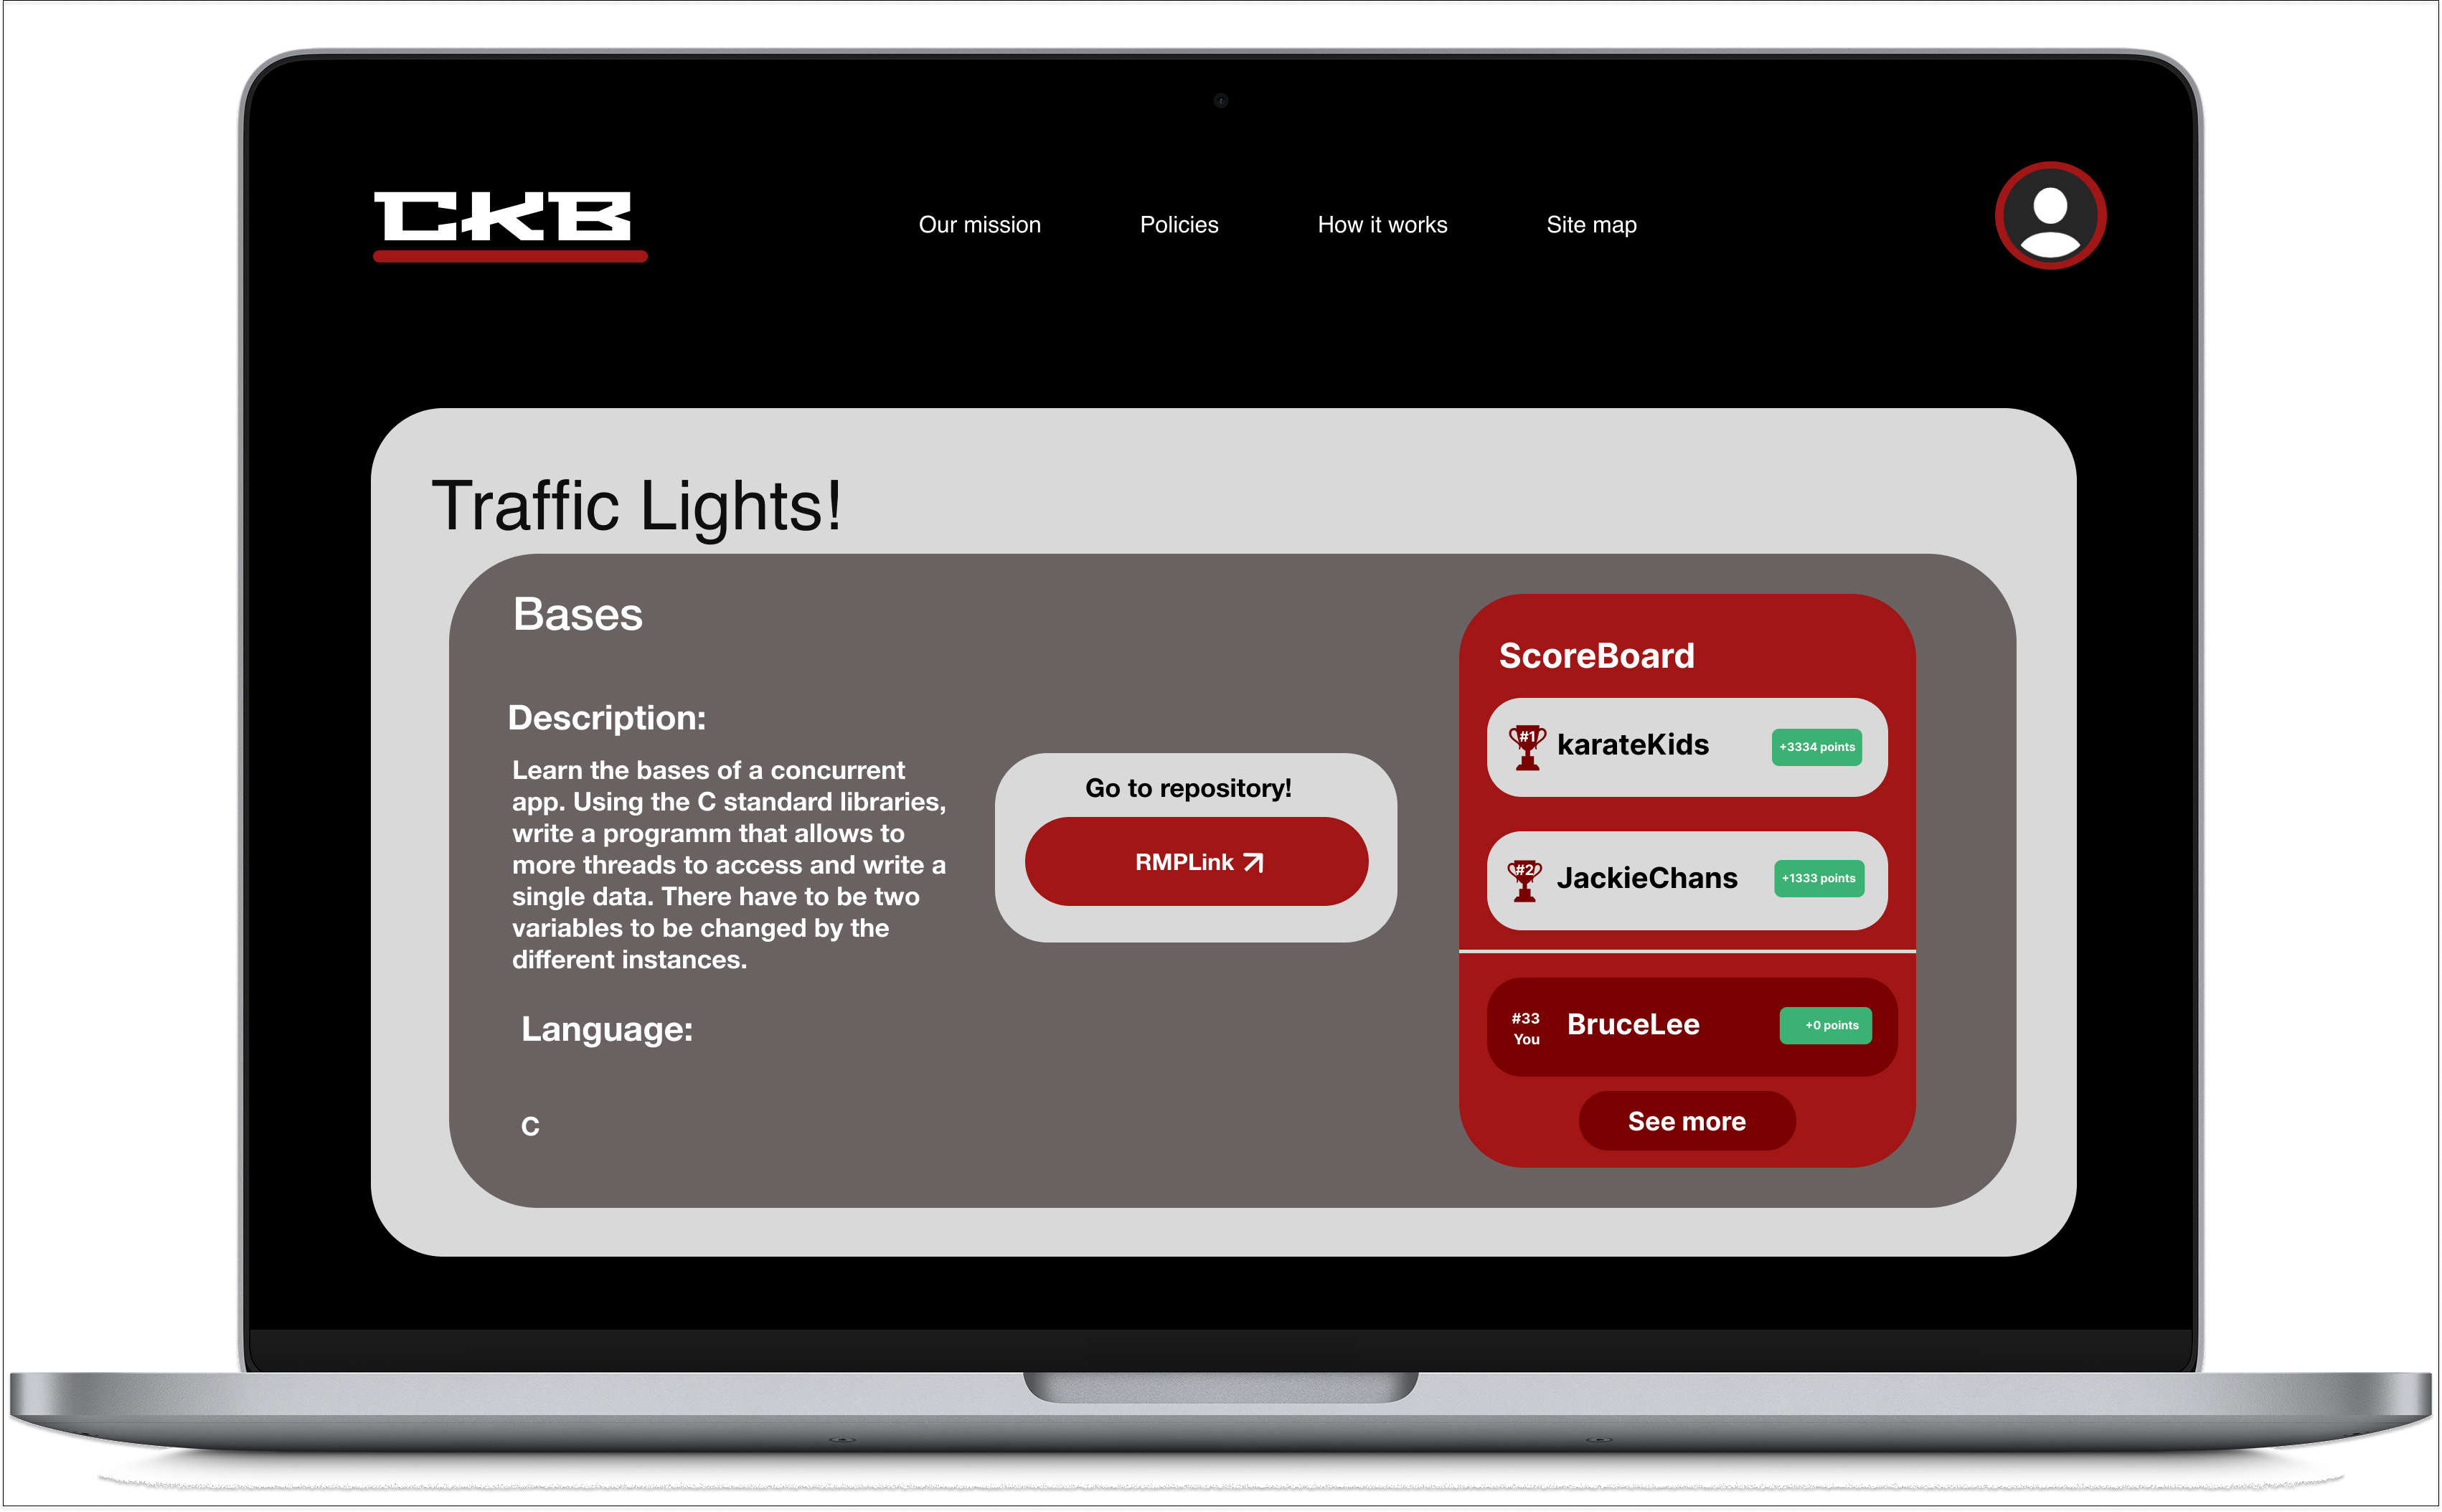 CKB
Our mission
Policies
How it works
Site map
Traffic Lights!
Bases
Description:
Learn the bases of a concurrent
app. Using the C standard libraries,
write a programm that allows to
more threads to access and write a
single data. There have to be two
variables to be changed by the
different instances.
Language:
C
Go to repository!
RMPLink
ScoreBoard
#1 karateKids +3334 points
#2 JackieChans +1333 points
#33
You
BruceLee +0 points
See more